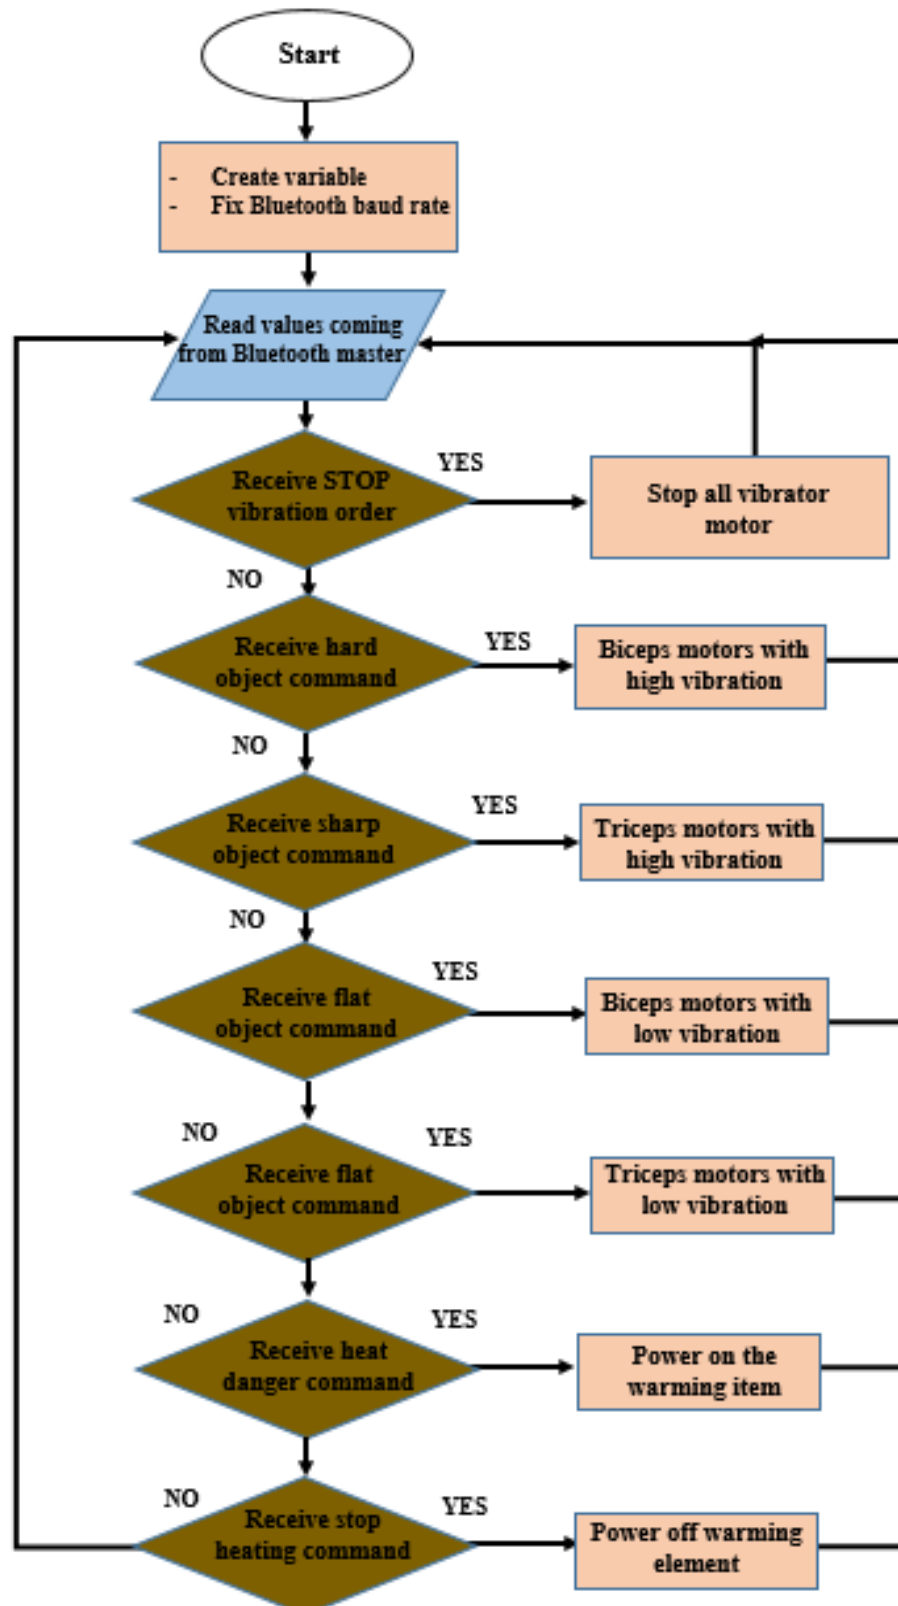 Start
- Create variable
- Fix Bluetooth baud rate
Read values coming
from Bluetooth master
YES
Receive STOP
vibration order
Stop all vibrator
motor
NO
YES
Receive hard
object command
Biceps motors with
high vibration
NO
YES
Receive sharp
object command
Triceps motors with
high vibration
NO
YES
Receive flat
object command
Biceps motors with
low vibration
NO
YES
Receive flat
object command
Triceps motors with
low vibration
NO
YES
Receive heat
danger command
Power on the
warming item
NO
YES
Receive stop
heating command
Power off warming
element